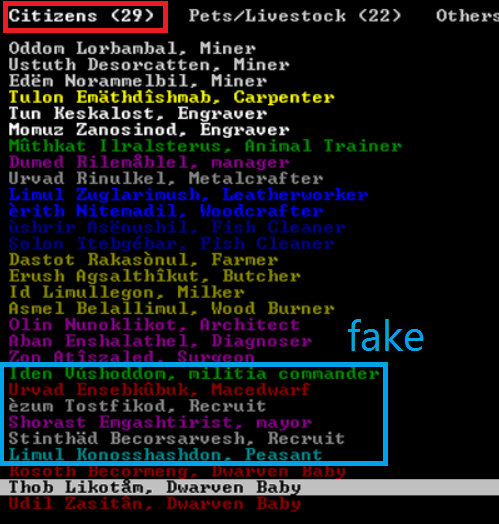 Citizens (29) Pets/Livestock (22) Others
Oddom Lorbambal, Miner
Ustuth Desorcatten, Miner
Edëm Norammelbil, Miner
Tulon Emäthdîshmab, Carpenter
Tun Keskalost, Engraver
Momuz Zanosinod, Engraver
Mûthkat Ilralsterus, Animal Trainer
Dumed Rilemåblel, manager
Urvad Rinulkel, Metalcrafter
Limul Zuglarimush, Leatherworker
èrith Nitemadil, Woodcrafter
ùshrir Asënushil, Fish Cleaner
Solon ïtebgébar, Fish Cleaner
Dastot Rakasònul, Farmer
Erush Agsalthîkut, Butcher
Id Limullegon, Milker
Asmel Belallimul, Wood Burner
Olin Nunoklikot, Architect
Aban Enshalathel, Diagnoser
Zon Atîszaled, Surgeon
fake
Iden Vúshoddom, militia commander
Urvad Ensebkûbuk, Macedwarf
èzum Tostfikod, Recruit
Shorast Emgashtirist, mayor
Stinthäd Becorsarvesh, Recruit
Limul Konosshashdon, Peasant
Kosoth Becormeng, Dwarven Baby
Thob Likotåm, Dwarven Baby
Udil Zasitân, Dwarven Baby